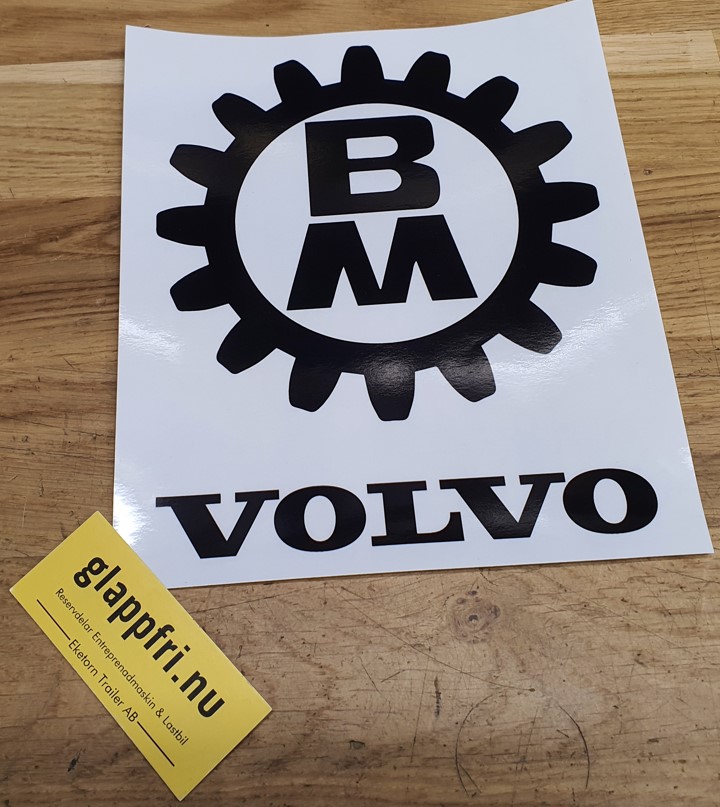 B
M
VOLVO
glappfri.nu
Reservdelar Entreprenadmaskin & Lastbil
Eketorn Trailer AB